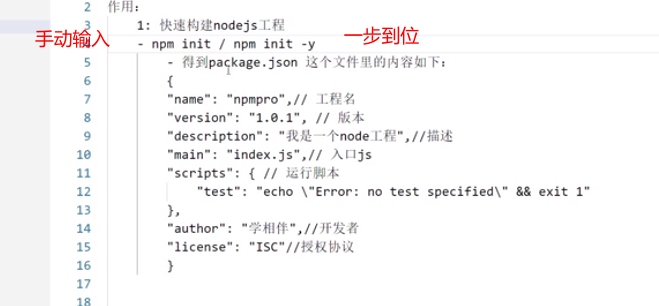 2 作用：
3 1: 快速构建nodejs工程
手动输入
4 - npm init / npm init -y
一步到位
5 - 得到package.json 这个文件里的内容如下：
6 {
7 "name": "npmpro",// 工程名
8 "version": "1.0.1", // 版本
9 "description": "我是一个node工程",//描述
10 "main": "index.js",// 入口js
11 "scripts": { // 运行脚本
12 "test": "echo \"Error: no test specified\" && exit 1"
13 },
14 "author": "学相伴",//开发者
15 "license": "ISC"//授权协议
16 }
17
18